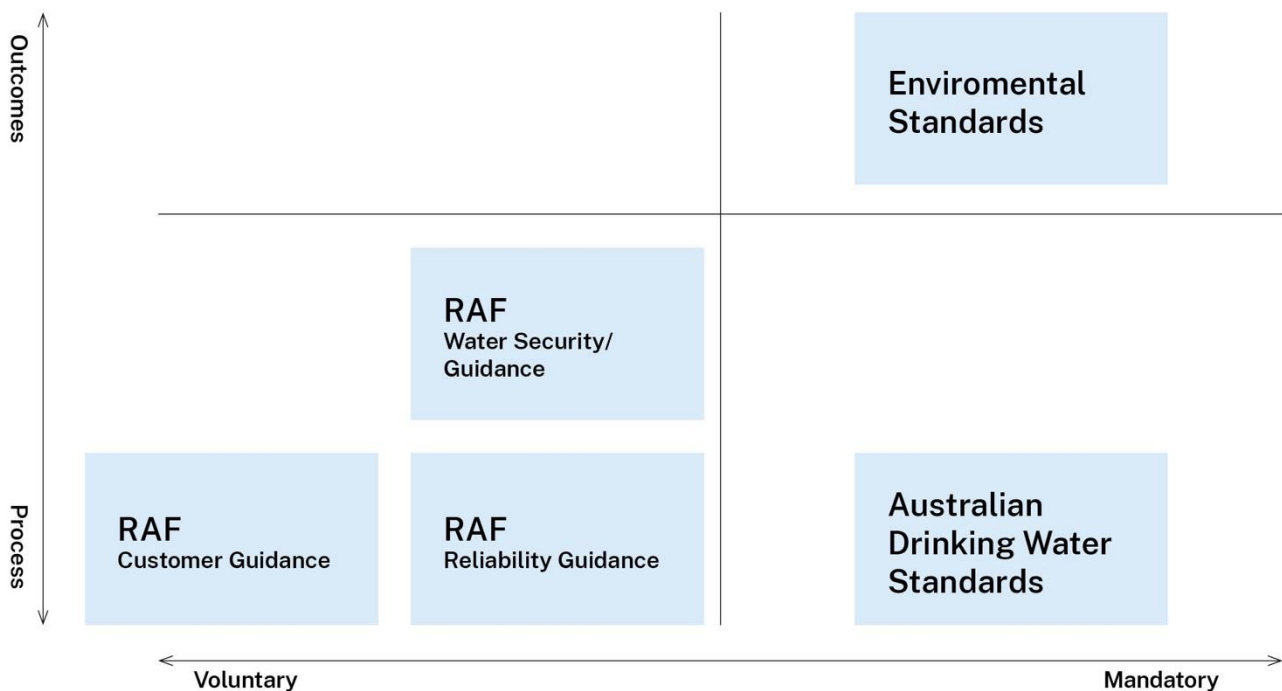 Outcomes
Enviromental
Standards
RAF
Water Security/
Guidance
Process
RAF
Customer Guidance
RAF
Reliability Guidance
Australian
Drinking Water
Standards
Voluntary
Mandatory